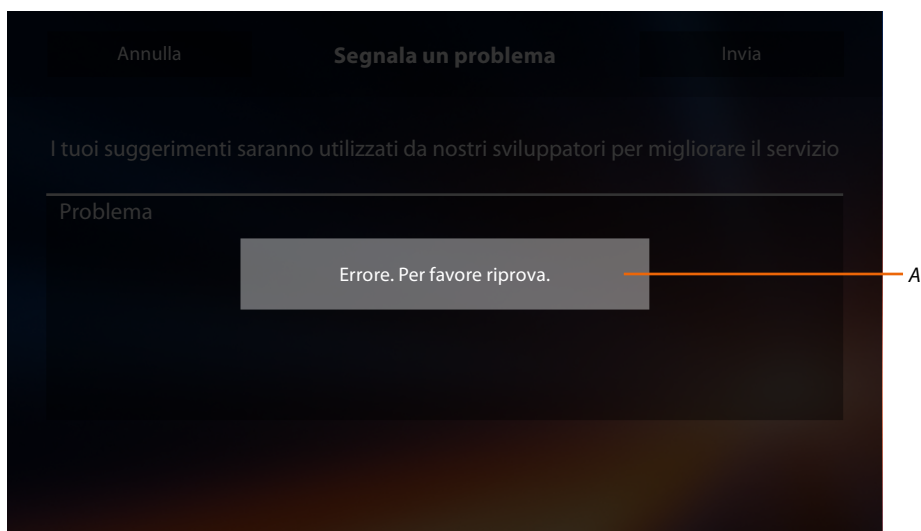 Annulla Segnala un problema Invia
I tuoi suggerimenti saranno utilizzati da nostri sviluppatori per migliorare il servizio
Problema
Errore. Per favore riprova.
A